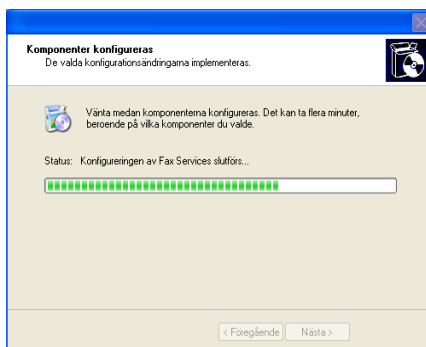 Komponenter konfigureras
De valda konfigurationsändringarna implementeras.
Vänta medan komponenterna konfigureras. Det kan ta flera minuter,
beroende på vilka komponenter du valde.
Status: Konfigureringen av Fax Services slutförs...
< Föregående Nästa >